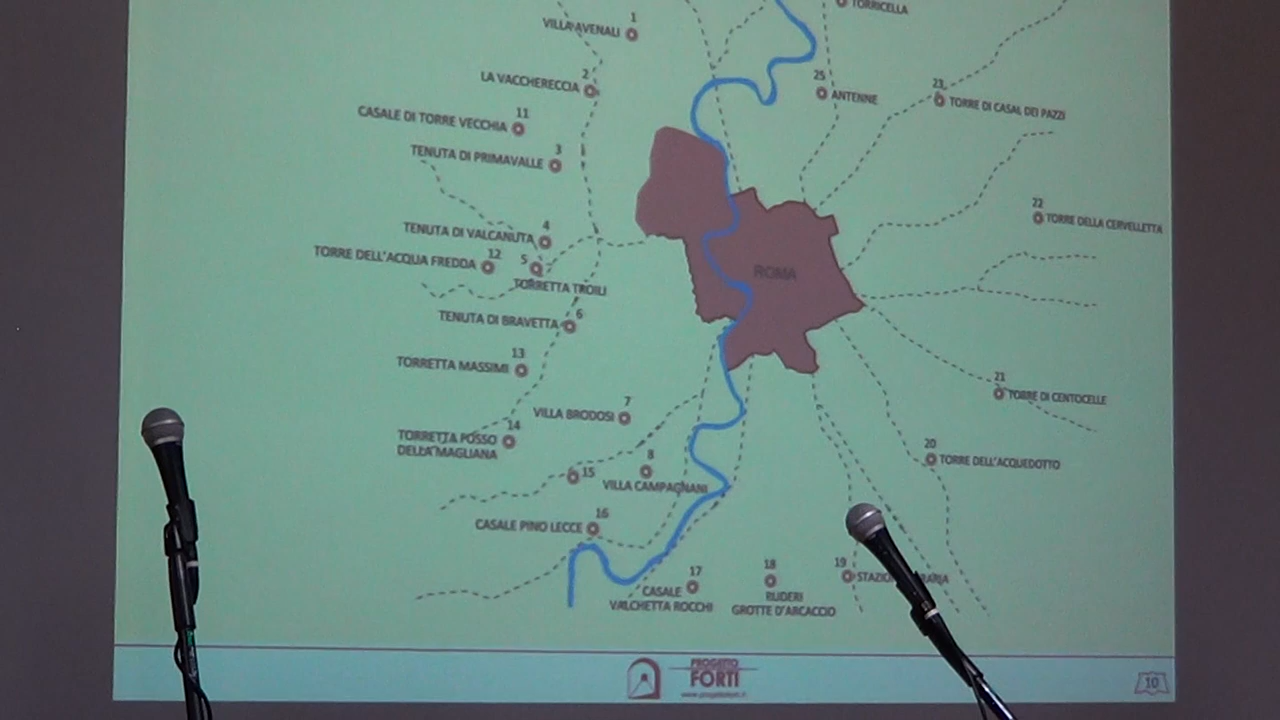 TORRICELLA
1
VILLA AVENALI
2
LA VACCHERECCIA
25
ANTENNE
23
TORRE DI CASAL DEI PAZZI
11
CASALE DI TORRE VECCHIA
3
TENUTA DI PRIMAVALLE
22
TORRE DELLA CERVELLETTA
4
TENUTA DI VALCANUTA
12
TORRE DELL'ACQUA FREDDA
5
TORRETTA TROILI
ROMA
6
TENUTA DI BRAVETTA
13
TORRETTA MASSIMI
21
TORRE DI CENTOCELLE
7
VILLA BRODOSI
14
TORRETTA POSSO
DELLA MAGLIANA
20
TORRE DELL'ACQUEDOTTO
8
VILLA CAMPAGNANI
15
16
CASALE PINO LECCE
17
CASALE
VALCHETTA ROCCHI
18
RUDERI
GROTTE D'ARCACCIO
19
PROGETTO
FORTI
10